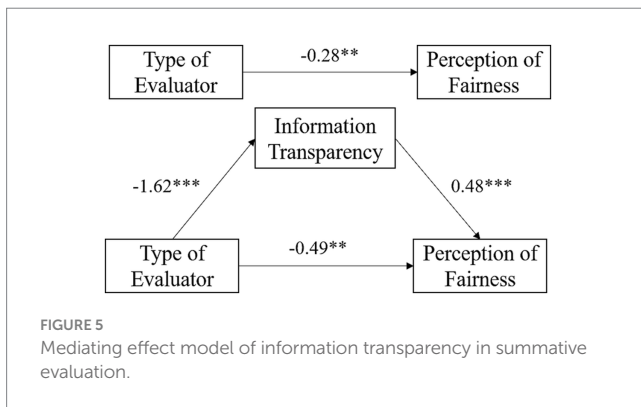 Type of
Evaluator
-0.28**
Perception of
Fairness
Information
Transparency
-1.62***
0.48***
Type of
Evaluator
-0.49**
Perception of
Fairness
FIGURE 5
Mediating effect model of information transparency in summative
evaluation.